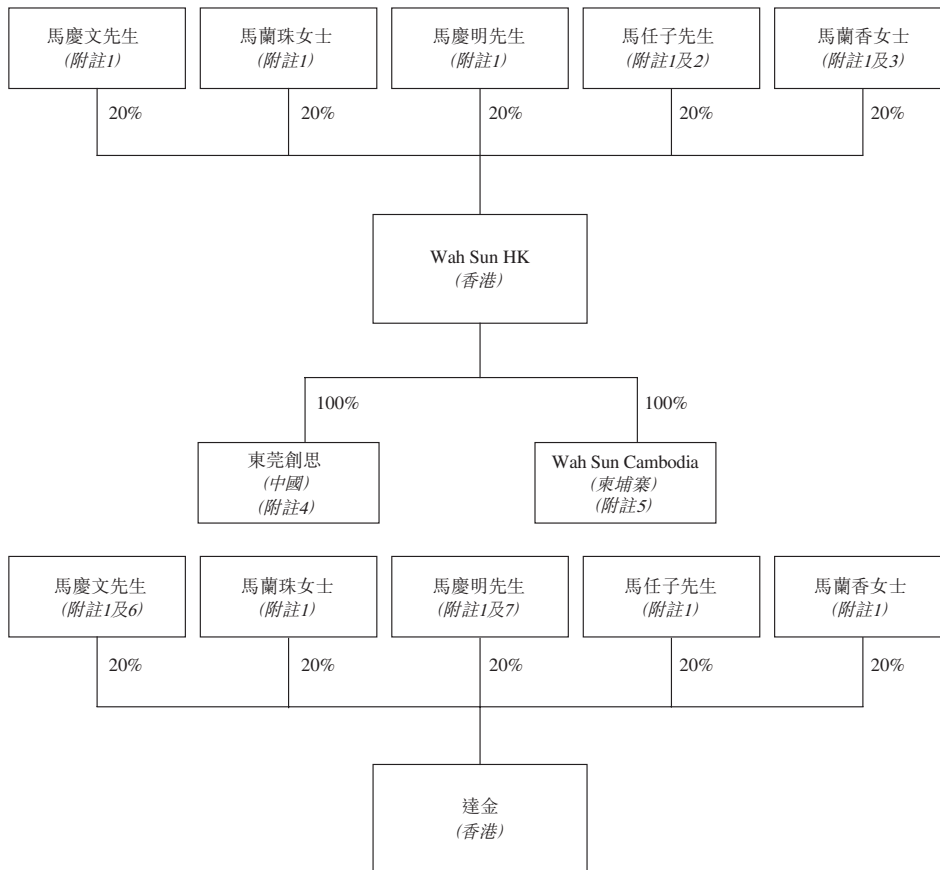 馬慶文先生
(附註1)
馬蘭珠女士
(附註1)
馬慶明先生
(附註1)
馬任子先生
(附註1及2)
馬蘭香女士
(附註1及3)
20%
20%
20%
20%
20%
Wah Sun HK
(香港)
100%
100%
東莞創思
(中國)
(附註4)
Wah Sun Cambodia
(柬埔寨)
(附註5)
馬慶文先生
(附註1及6)
馬蘭珠女士
(附註1)
馬慶明先生
(附註1及7)
馬任子先生
(附註1)
馬蘭香女士
(附註1)
20%
20%
20%
20%
20%
達金
(香港)